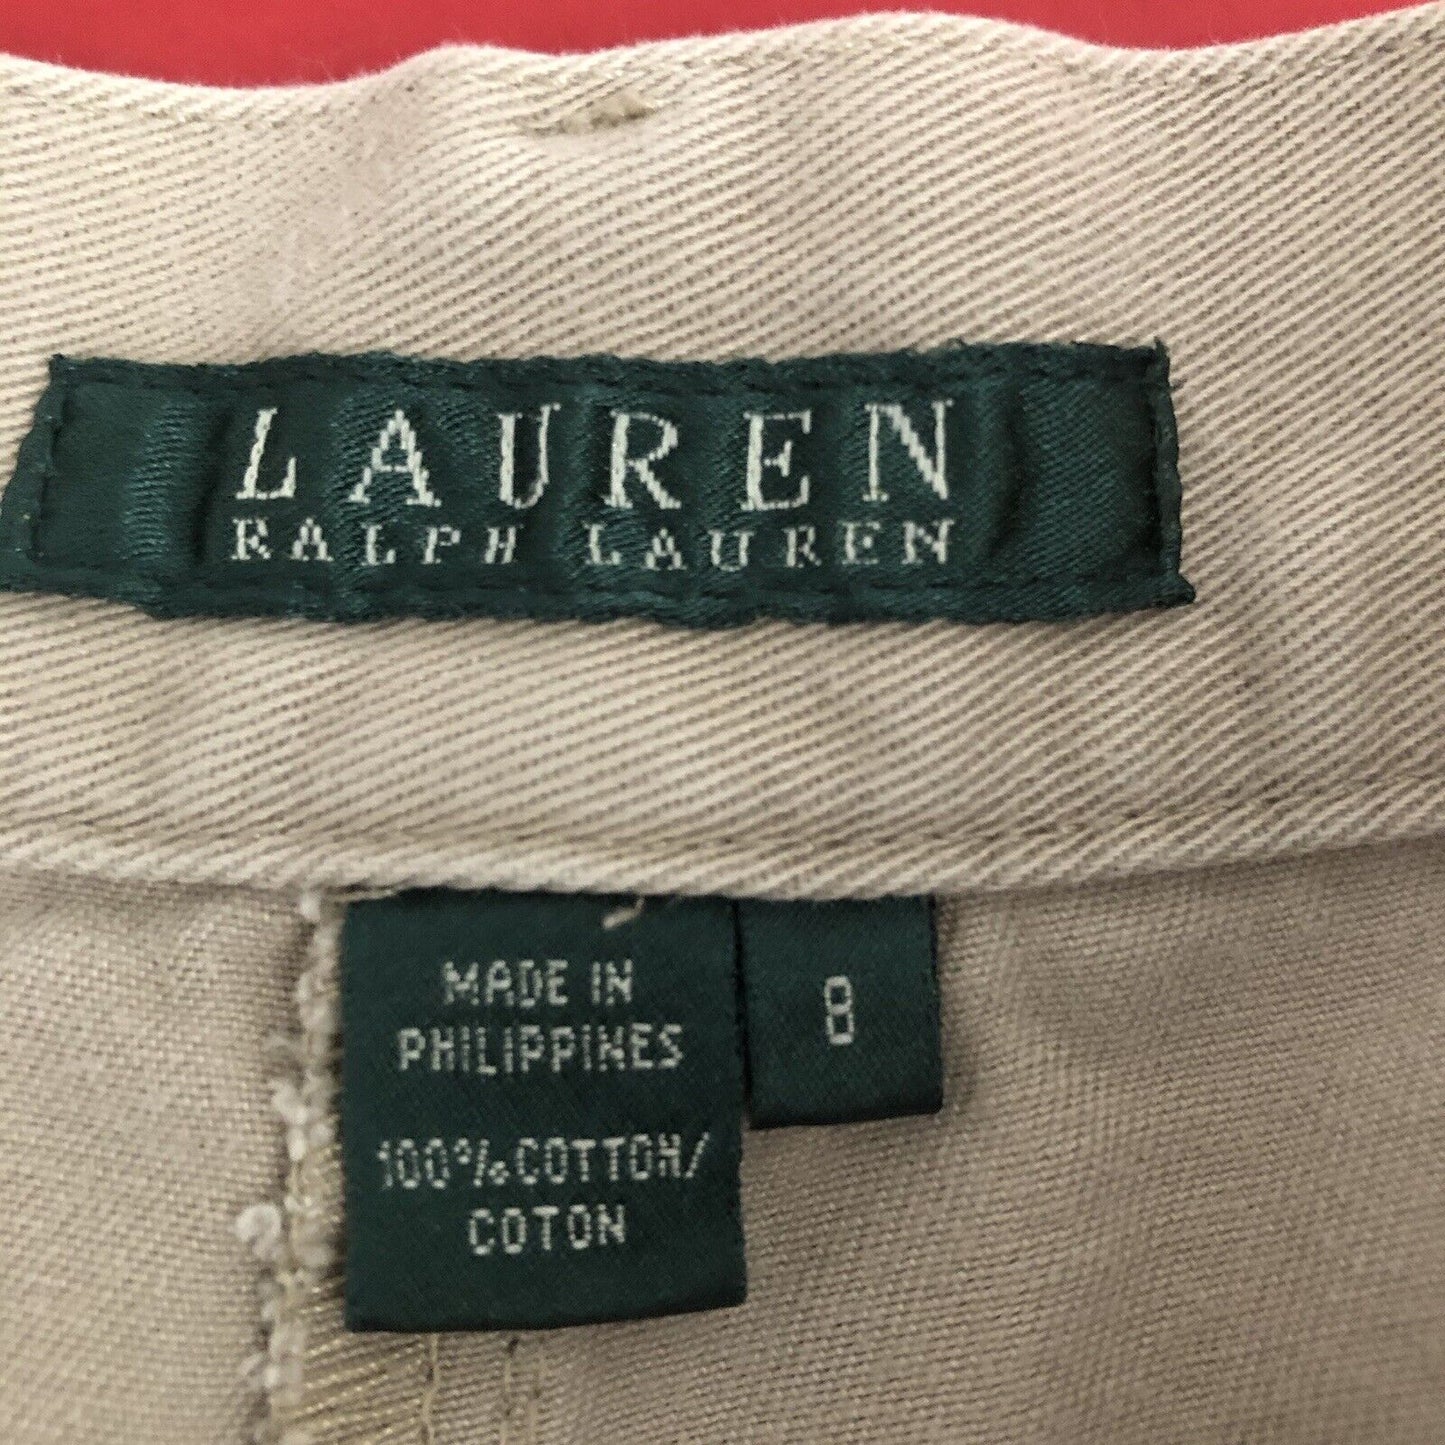 LAUREN
RALPH LAUREN
MADE IN
PHILIPPINES
8
100% COTTON/
COTON